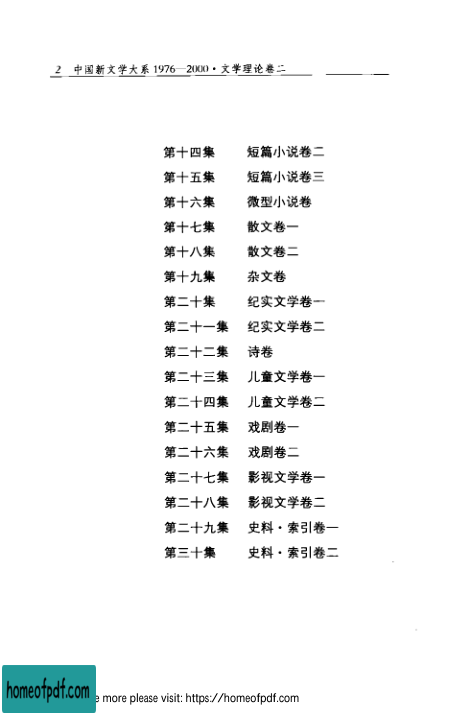 2 中国新文学大系 1976—2000·文学理论卷二
第十四集 短篇小说卷二
第十五集 短篇小说卷三
第十六集 微型小说卷
第十七集 散文卷一
第十八集 散文卷二
第十九集 杂文卷
第二十集 纪实文学卷一
第二十一集 纪实文学卷二
第二十二集 诗卷
第二十三集 儿童文学卷一
第二十四集 儿童文学卷二
第二十五集 戏剧卷一
第二十六集 戏剧卷二
第二十七集 影视文学卷一
第二十八集 影视文学卷二
第二十九集 史料·索引卷一
第三十集 史料·索引卷二
homeofpdf.com
e more please visit: https://homeofpdf.com